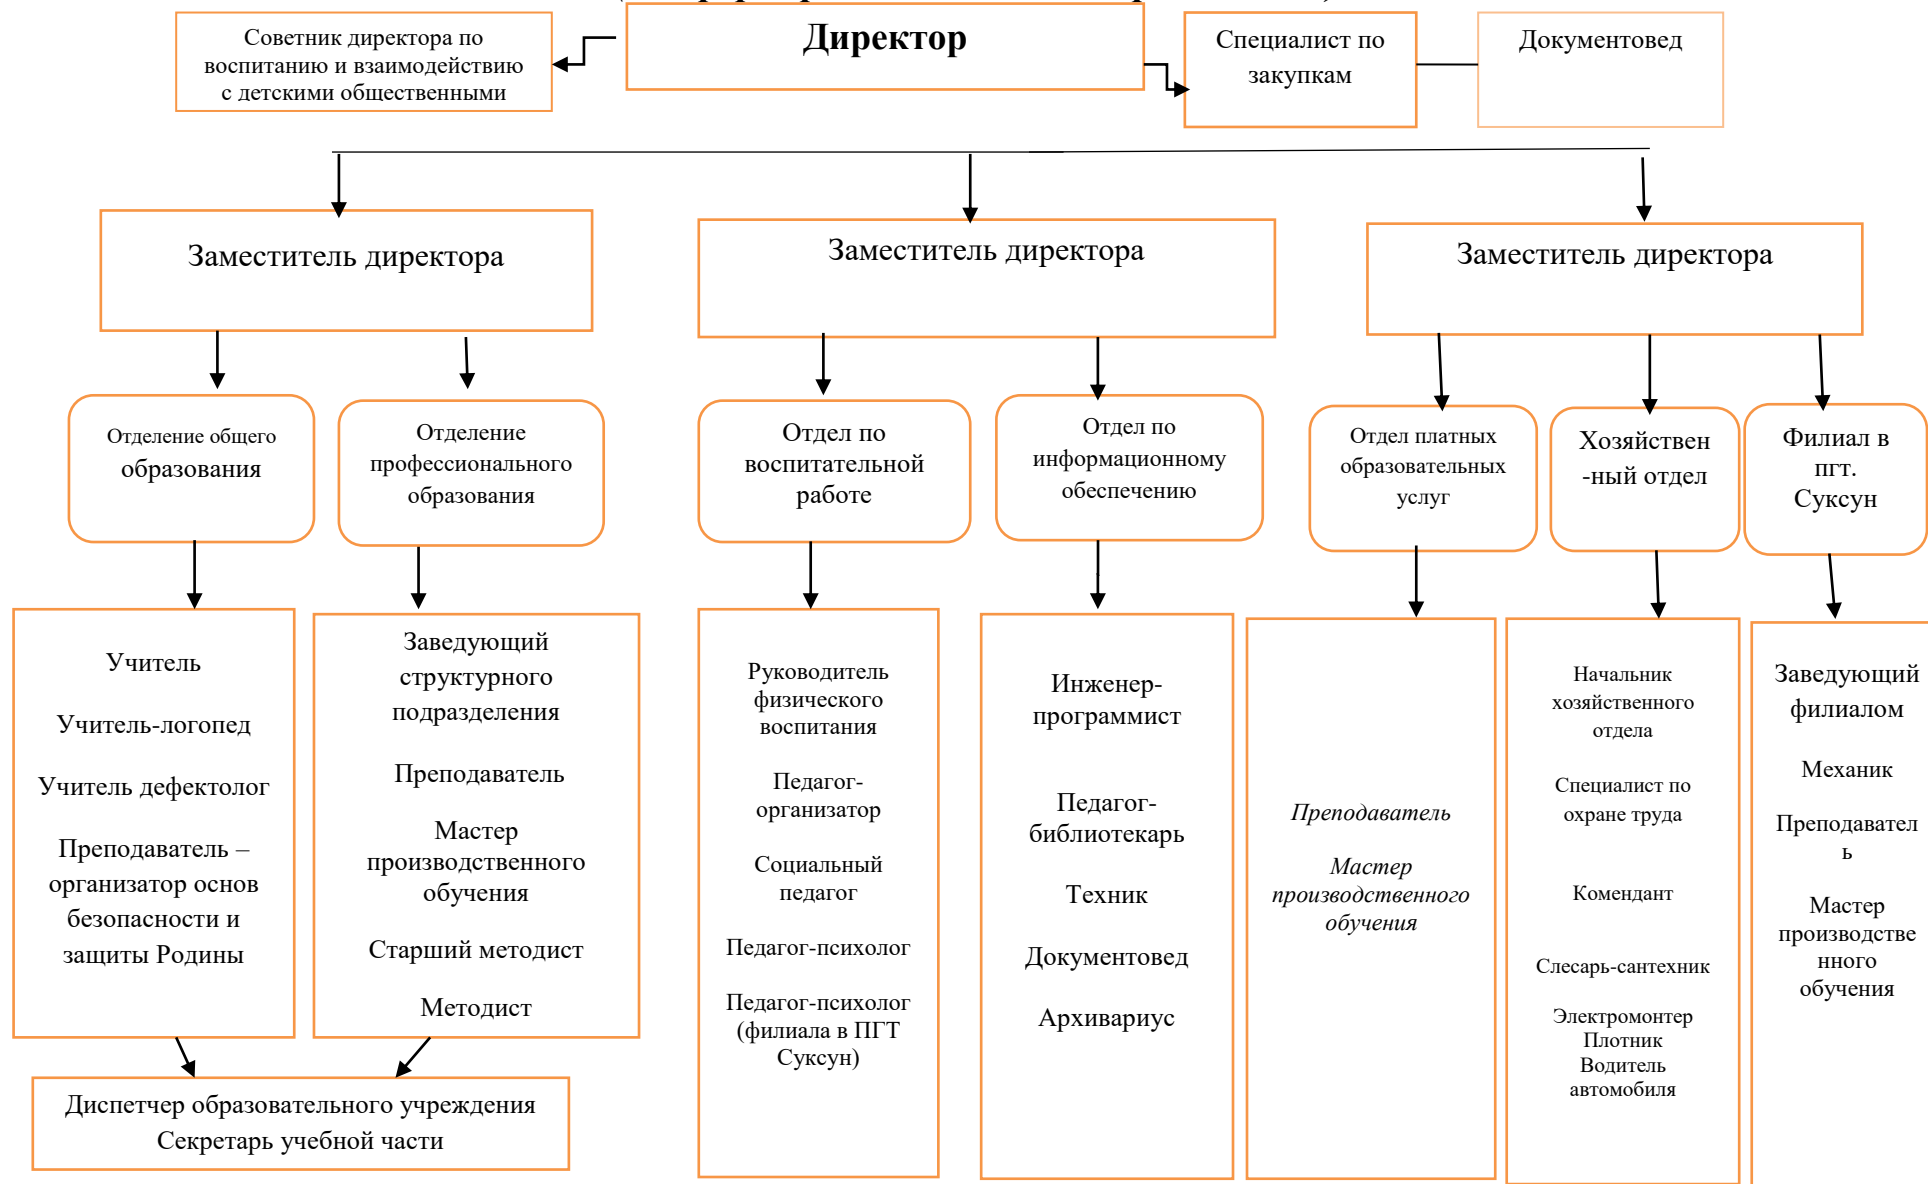 Советник директора по
воспитанию и взаимодействию
с детскими общественными
Директор
Специалист по
закупкам
Документовед
Заместитель директора
Заместитель директора
Заместитель директора
Отделение общего
образования
Отделение
профессионального
образования
Отдел по
воспитательной
работе
Отдел по
информационному
обеспечению
Отдел платных
образовательных
услуг
Хозяйствен
-ный отдел
Филиал в
пгт.
Суксун
Учитель
Учитель-логопед
Учитель дефектолог
Преподаватель –
организатор основ
безопасности и
защиты Родины
Заведующий
структурного
подразделения
Преподаватель
Мастер
производственного
обучения
Старший методист
Методист
Диспетчер образовательного учреждения
Секретарь учебной части
Руководитель
физического
воспитания
Педагог-
организатор
Социальный
педагог
Педагог-психолог
Педагог-психолог
(филиала в ПГТ
Суксун)
Инженер-
программист
Педагог-
библиотекарь
Техник
Документовед
Архивариус
Преподаватель
Мастер
производственного
обучения
Начальник
хозяйственного
отдела
Специалист по
охране труда
Комендант
Слесарь-сантехник
Электромонтер
Плотник
Водитель
автомобиля
Заведующий
филиалом
Механик
Преподавател
ь
Мастер
производстве
нного
обучения